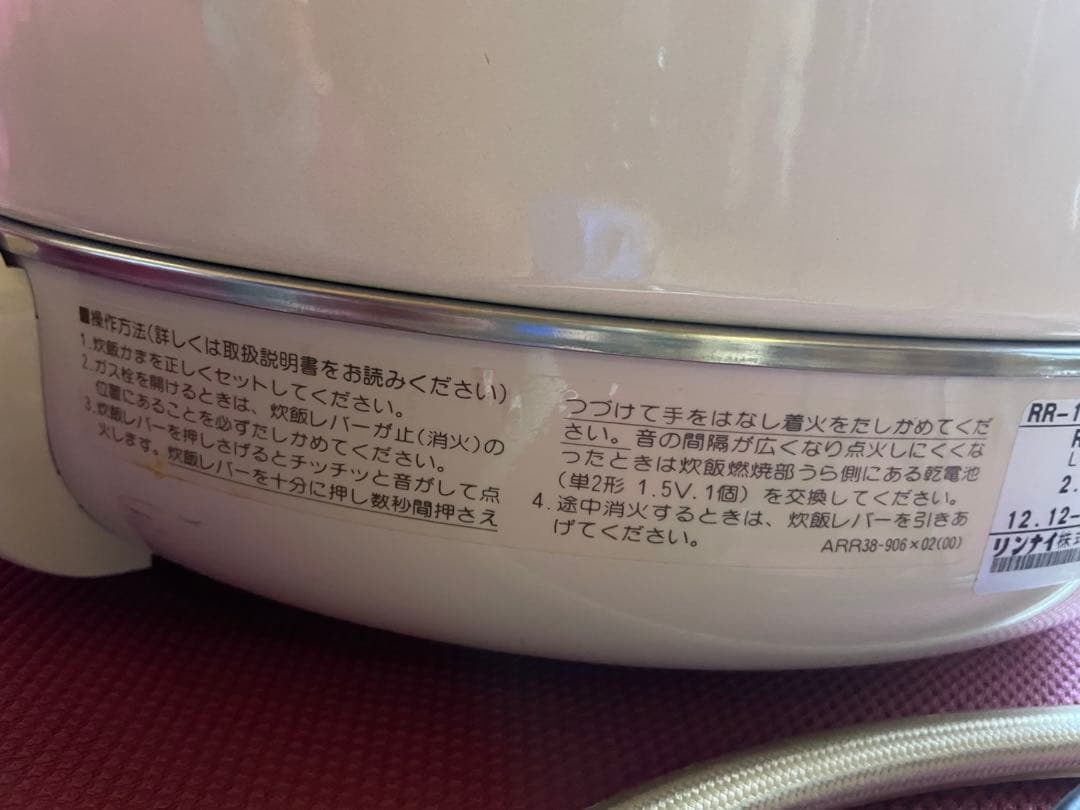 ■操作方法(詳しくは取扱説明書をお読みください)
1.炊飯かまを正しくセットしてください。
2.ガス栓を開けるときは、炊飯レバーが止(消火)の
位置にあることを必ずたしかめてください。
3.炊飯レバーを押しさげるとチッチッと音がして点
火します。炊飯レバーを十分に押し数秒間押さえ
つづけて手をはなし着火をたしかめてくだ
さい。音の間隔が広くなり点火しにくくな
ったときは炊飯燃焼部うら側にある乾電池
(単2形 1.5V.1個)を交換してください。
4.途中消火するときは、炊飯レバーを引きあ
げてください。
ARR38-906×02(00)
RR-1
R
L
2.
12.12-
リンナイ株式